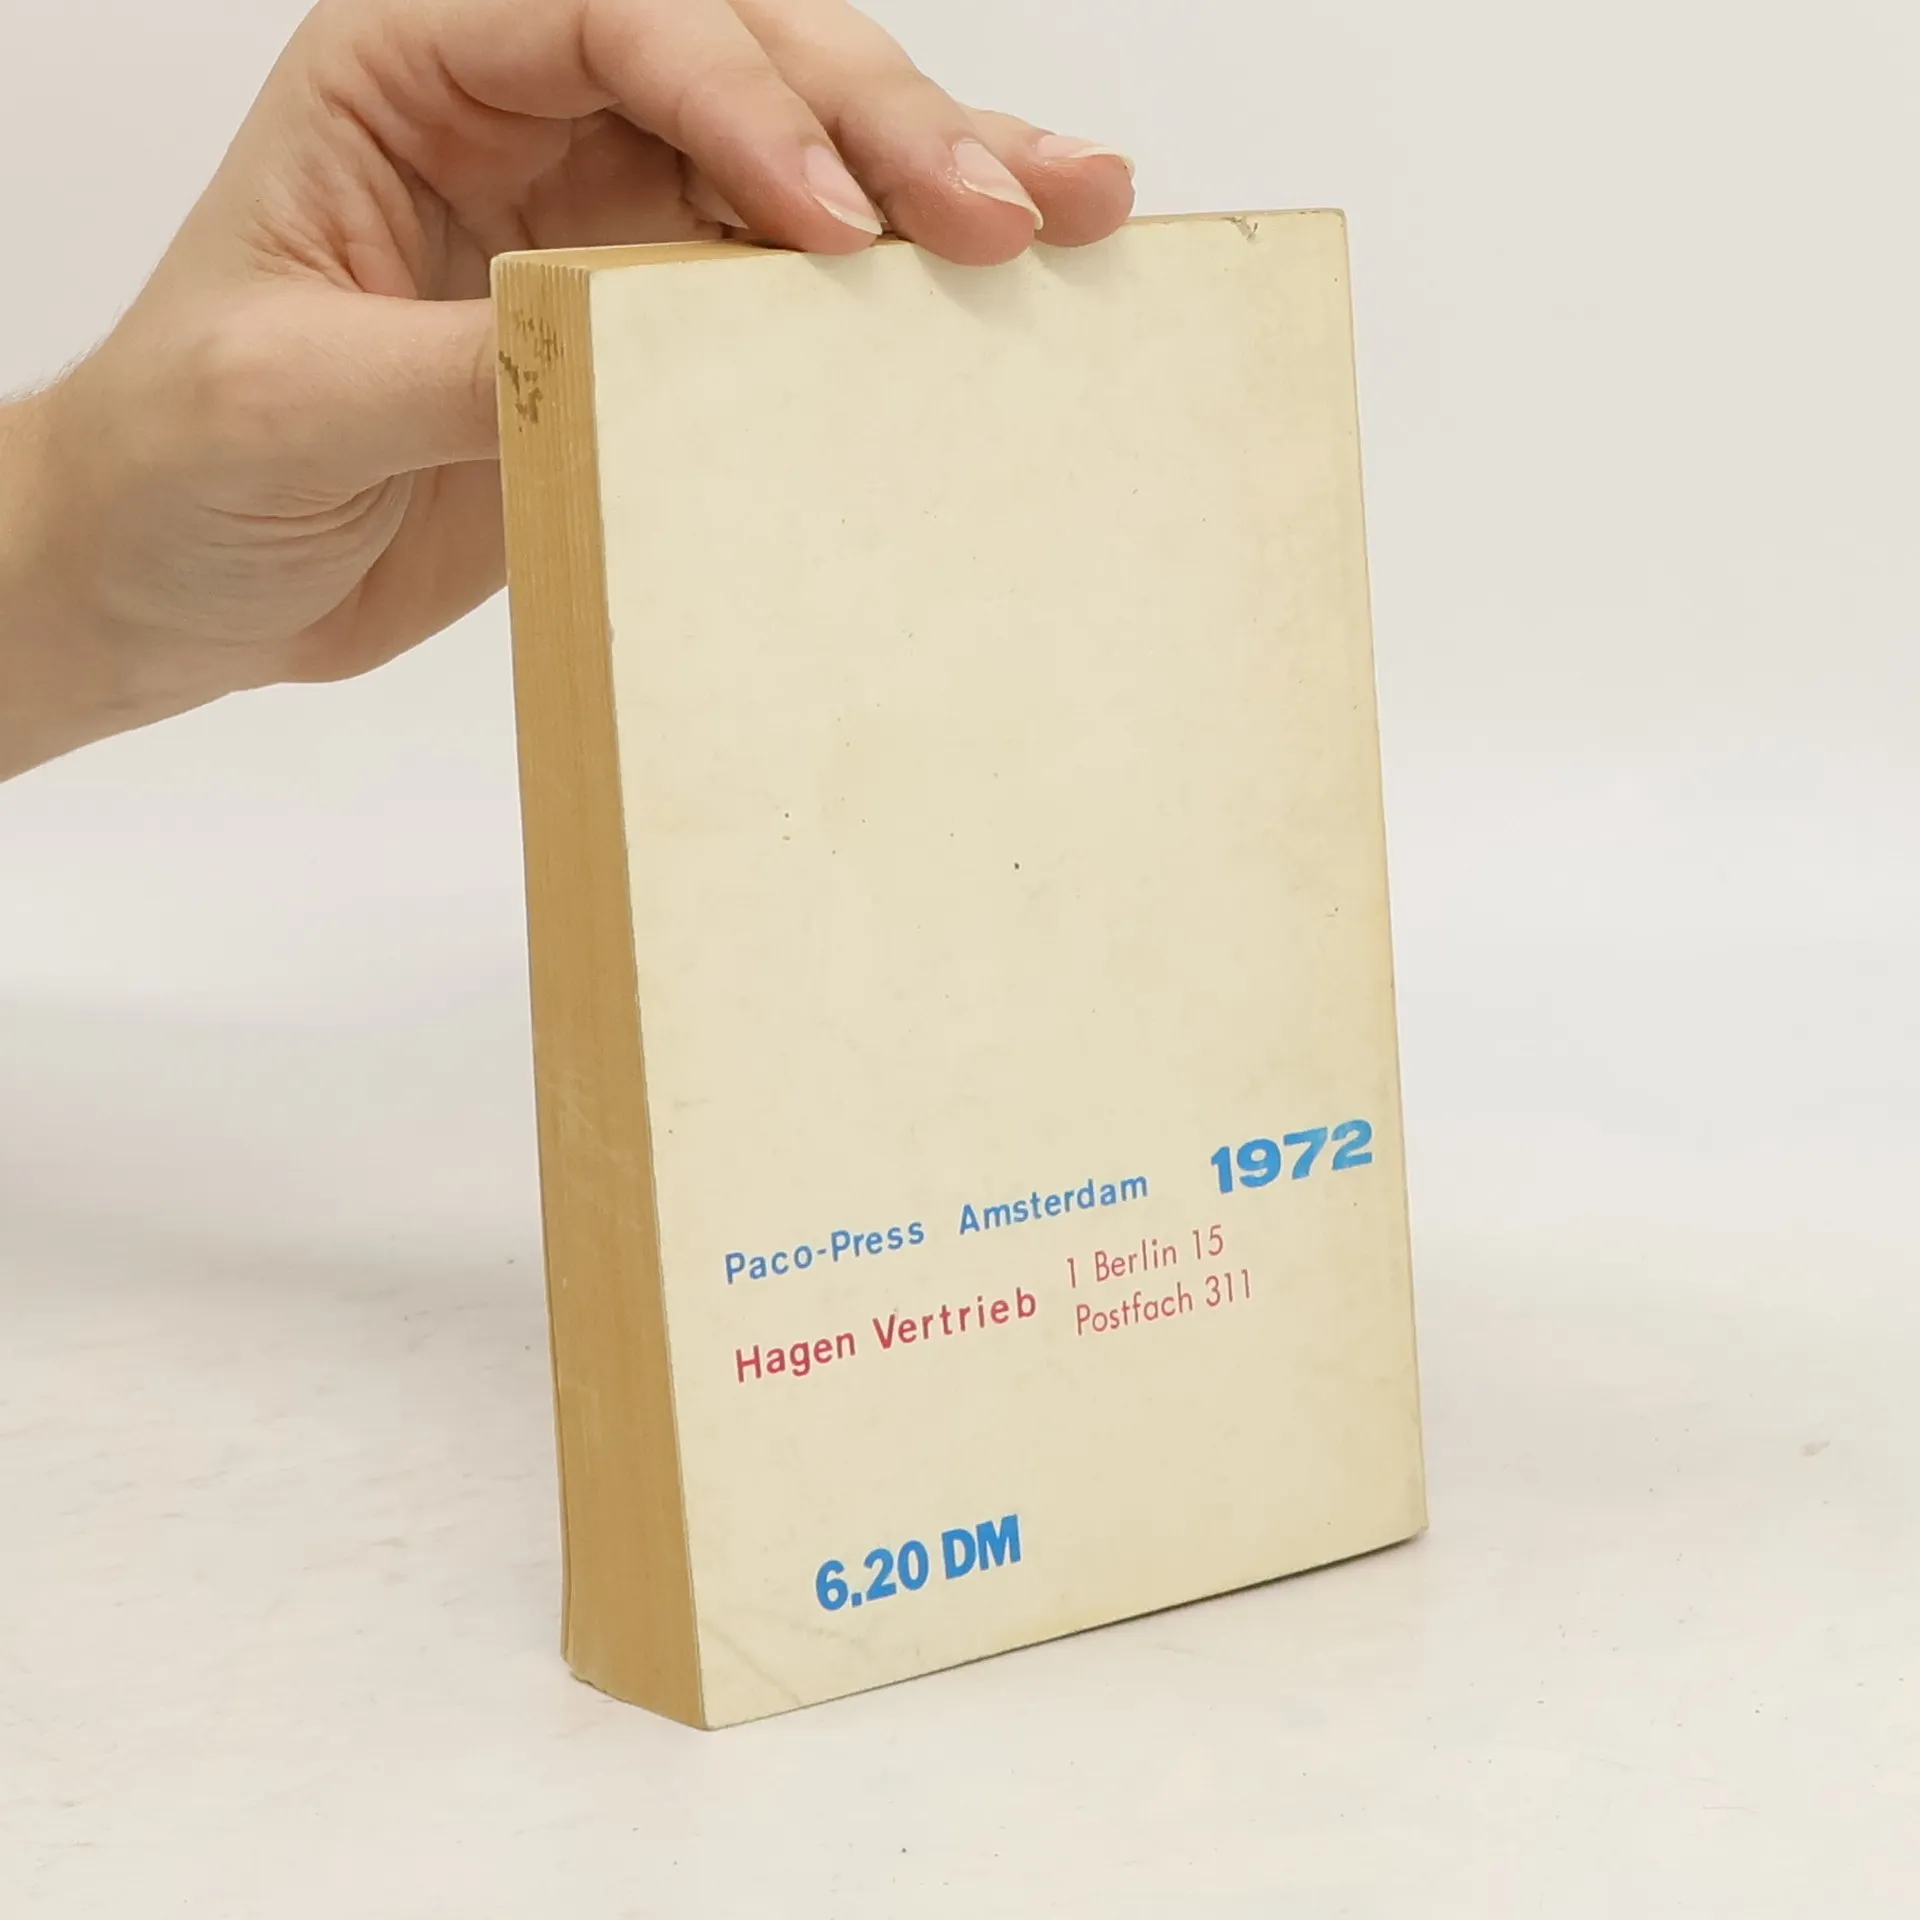 Paco-Press Amsterdam 1972
Hagen Vertrieb 1 Berlin 15
Postfach 311
6.20 DM